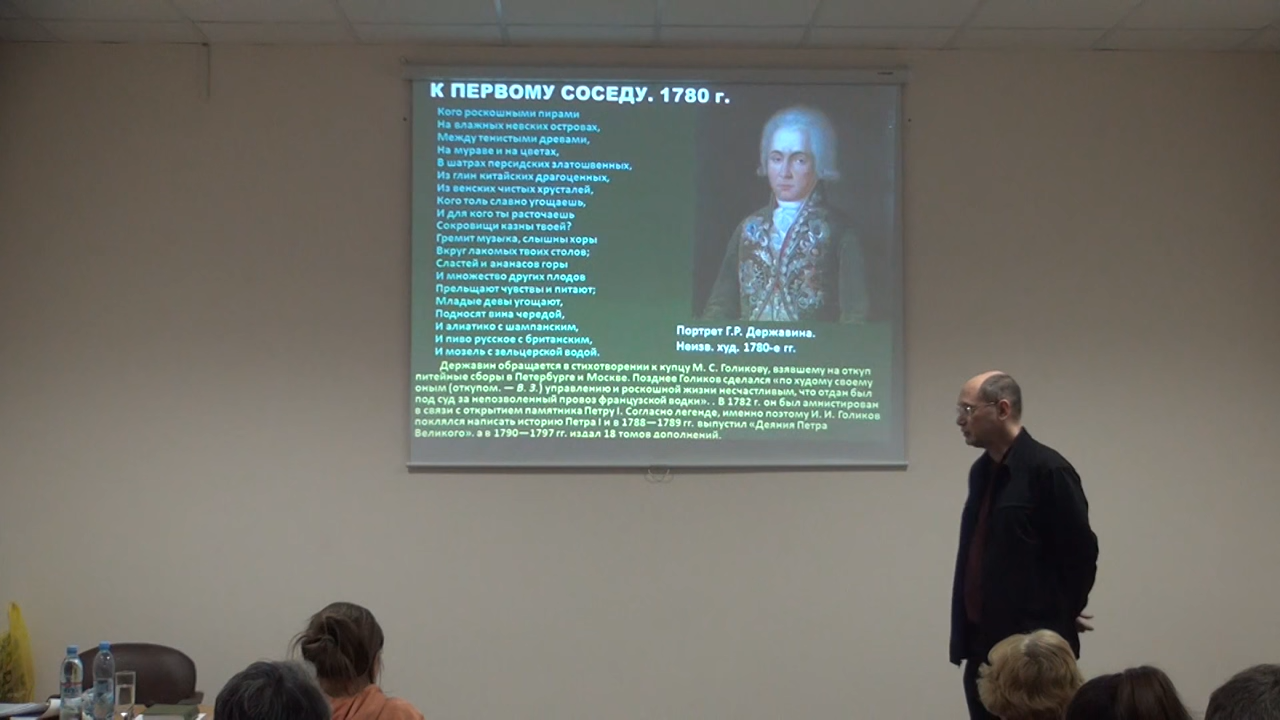 К ПЕРВОМУ СОСЕДУ. 1780 г.
Кого роскошными пирами
На влажных невских островах,
Между тенистыми древами,
На мураве и на цветах,
В шатрах персидских златошвенных,
Из глин китайских драгоценных,
Из венских чистых хрусталей,
Кого толь славно угощаешь,
И для кого ты расточаешь
Сокровищи казны твоей?
Гремит музыка, слышны хоры
Вкруг лакомых твоих столов;
Сластей и ананасов горы
И множество других плодов
Прельщают чувствы и питают;
Младые девы угощают,
Подносят вина чередой,
И алиатико с шампанским,
И пиво русское с британским,
И мозель с зельцерской водой.
Портрет Г.Р. Державина.
Неизв. худ. 1780-е гг.
Державин обращается в стихотворении к купцу М. С. Голикову, взявшему на откуп
питейные сборы в Петербурге и Москве. Позднее Голиков сделался «по худому своему
оным (откупом. — В. З.) управлению и роскошной жизни несчастливым, что отдан был
под суд за непозволенный провоз французской водки». . В 1782 г. он был амнистирован
в связи с открытием памятника Петру I. Согласно легенде, именно поэтому И. И. Голиков
поклялся написать историю Петра I и в 1788—1789 гг. выпустил «Деяния Петра
Великого». а в 1790—1797 гг. издал 18 томов дополнений.